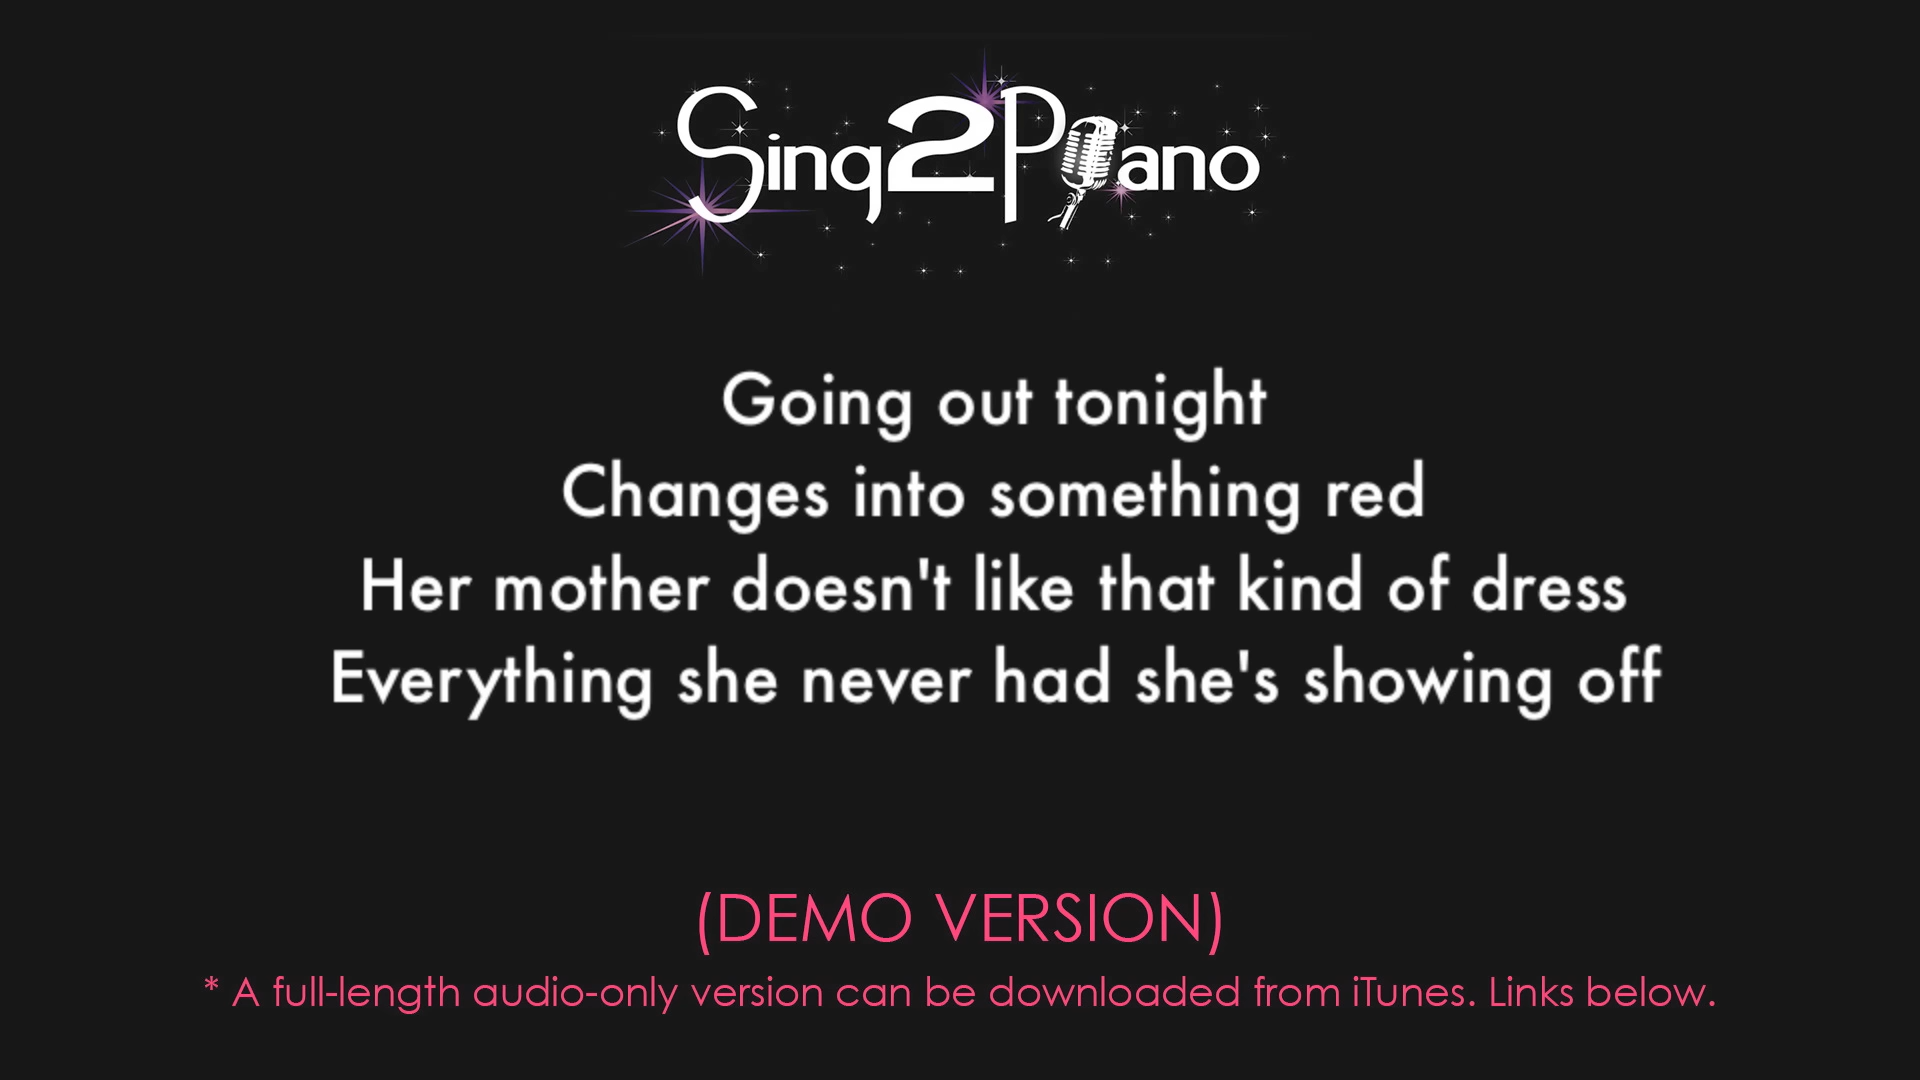 Sing2Piano
Going out tonight
Changes into something red
Her mother doesn't like that kind of dress
Everything she never had she's showing off
(DEMO VERSION)
* A full-length audio-only version can be downloaded from iTunes. Links below.